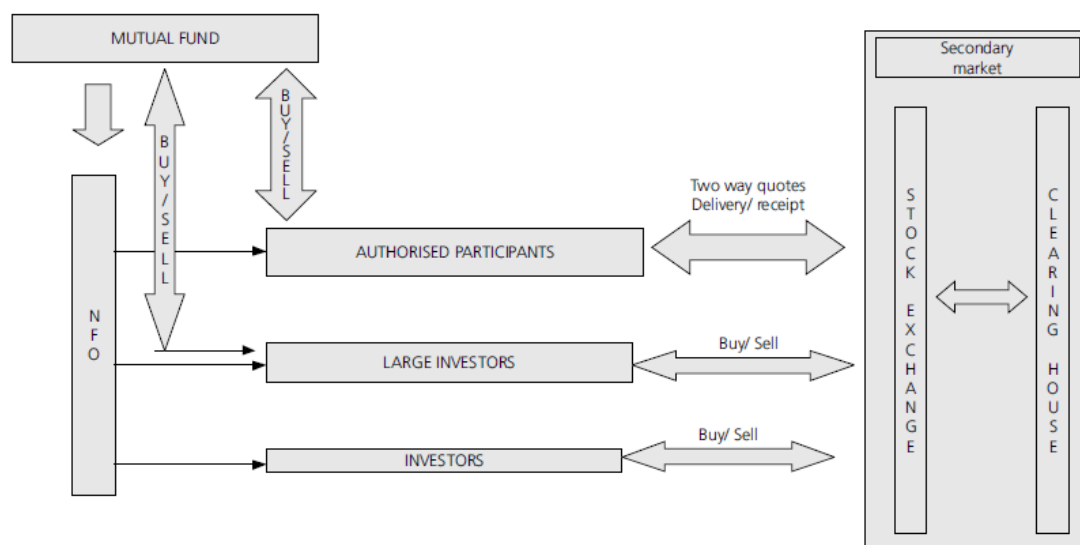 MUTUAL FUND
Secondary
market
BUY/SELL
BUY/SELL
Two way quotes
Delivery/ receipt
AUTHORISED PARTICIPANTS
NFO
STOCK EXCHANGE
CLEARING HOUSE
Buy/ Sell
LARGE INVESTORS
Buy/ Sell
INVESTORS